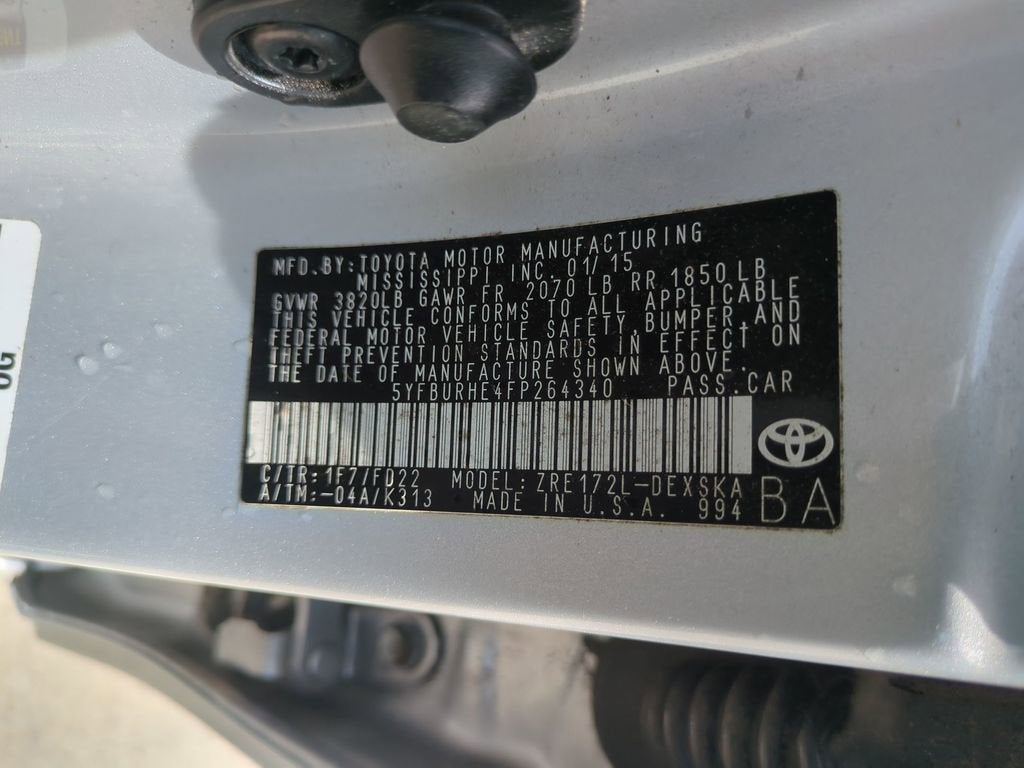 MFD.BY:TOYOTA MOTOR MANUFACTURING
MISSISSIPPI INC. 01/15
GVWR 3820LB GAWR FR 2070 LB RR 1850 LB
THIS VEHICLE CONFORMS TO ALL APPLICABLE
FEDERAL MOTOR VEHICLE SAFETY,BUMPER,AND
THEFT PREVENTION STANDARDS IN EFFECT ON
THE DATE OF MANUFACTURE SHOWN ABOVE.
5YFBURHE4FP264340 PASS.CAR
C/TR:1F7/FD22 MODEL:ZRE172L-DEXSKA
A/TM:-04A/K313 MADE IN U.S.A. 994 BA